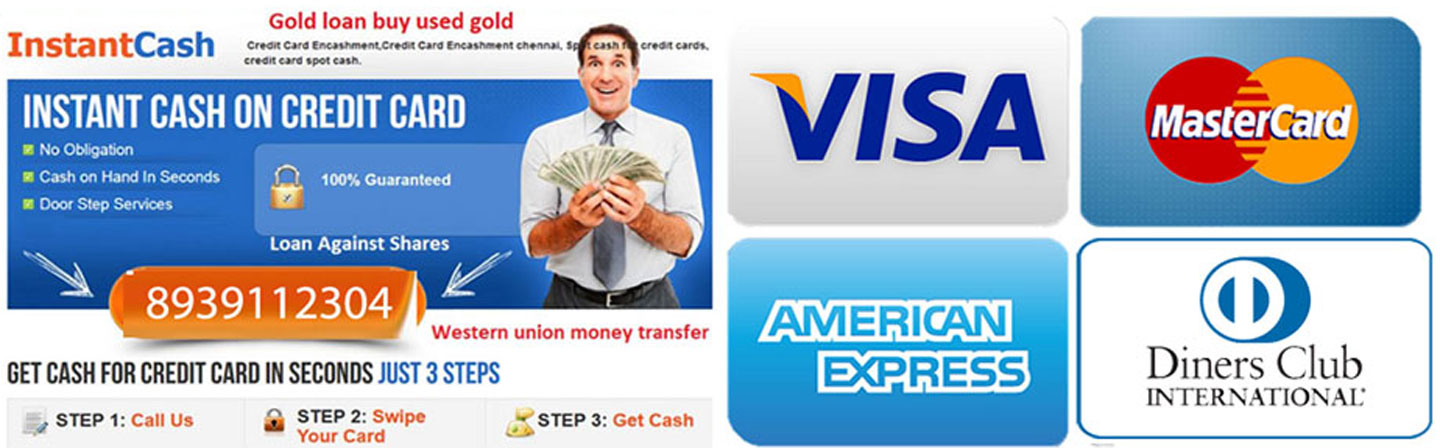 Gold loan buy used gold
InstantCash
Credit Card Encashment,Credit Card Encashment chennai, Spot cash for credit cards,
credit card spot cash.
INSTANT CASH ON CREDIT CARD
No Obligation
Cash on Hand In Seconds
Door Step Services
100% Guaranteed
Loan Against Shares
8939112304
Western union money transfer
GET CASH FOR CREDIT CARD IN SECONDS JUST 3 STEPS
STEP 1: Call Us
STEP 2: Swipe
Your Card
STEP 3: Get Cash
VISA
MasterCard
AMERICAN
EXPRESS
Diners Club
INTERNATIONAL®